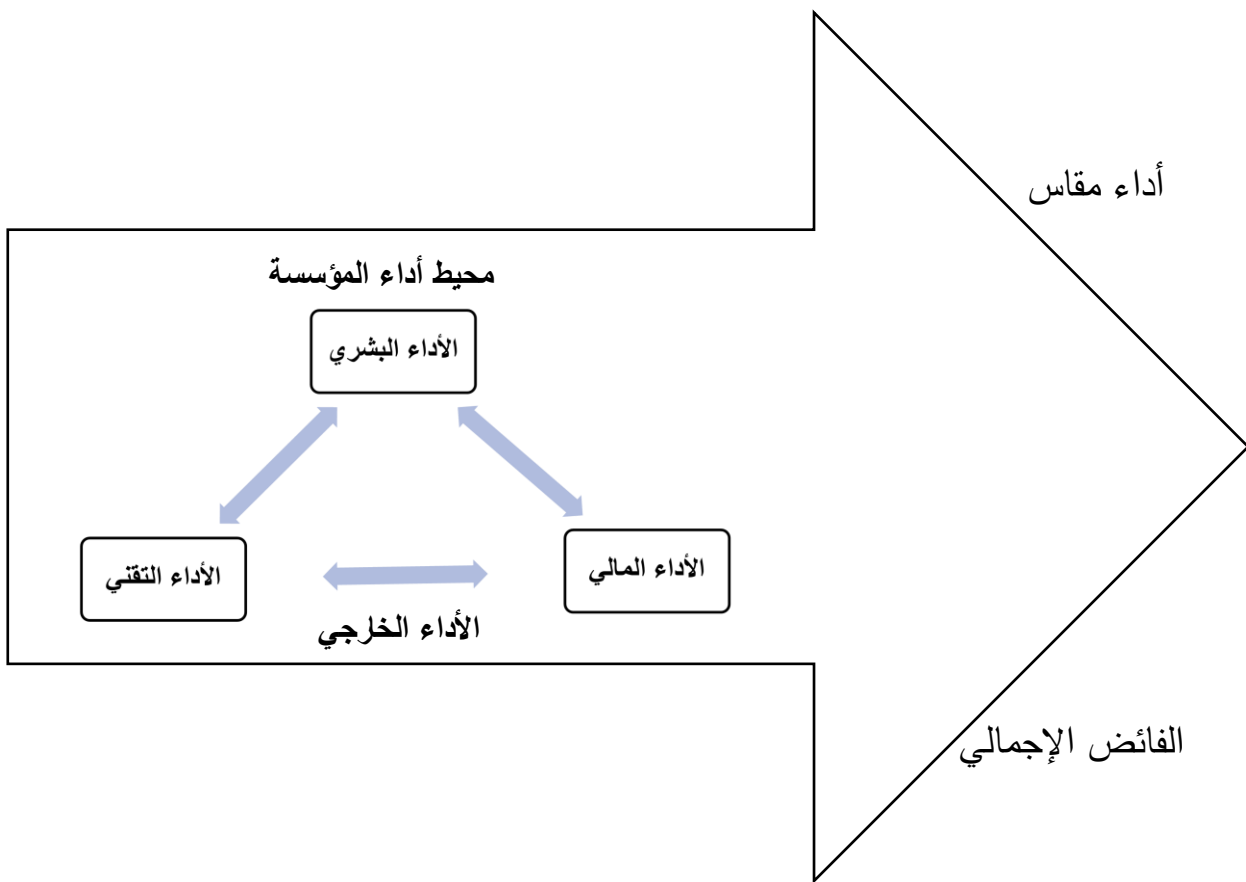 أداء مقاس
محيط أداء المؤسسة
الأداء البشري
الأداء المالي
الأداء التقني
الأداء الخارجي
الفائض الإجمالي